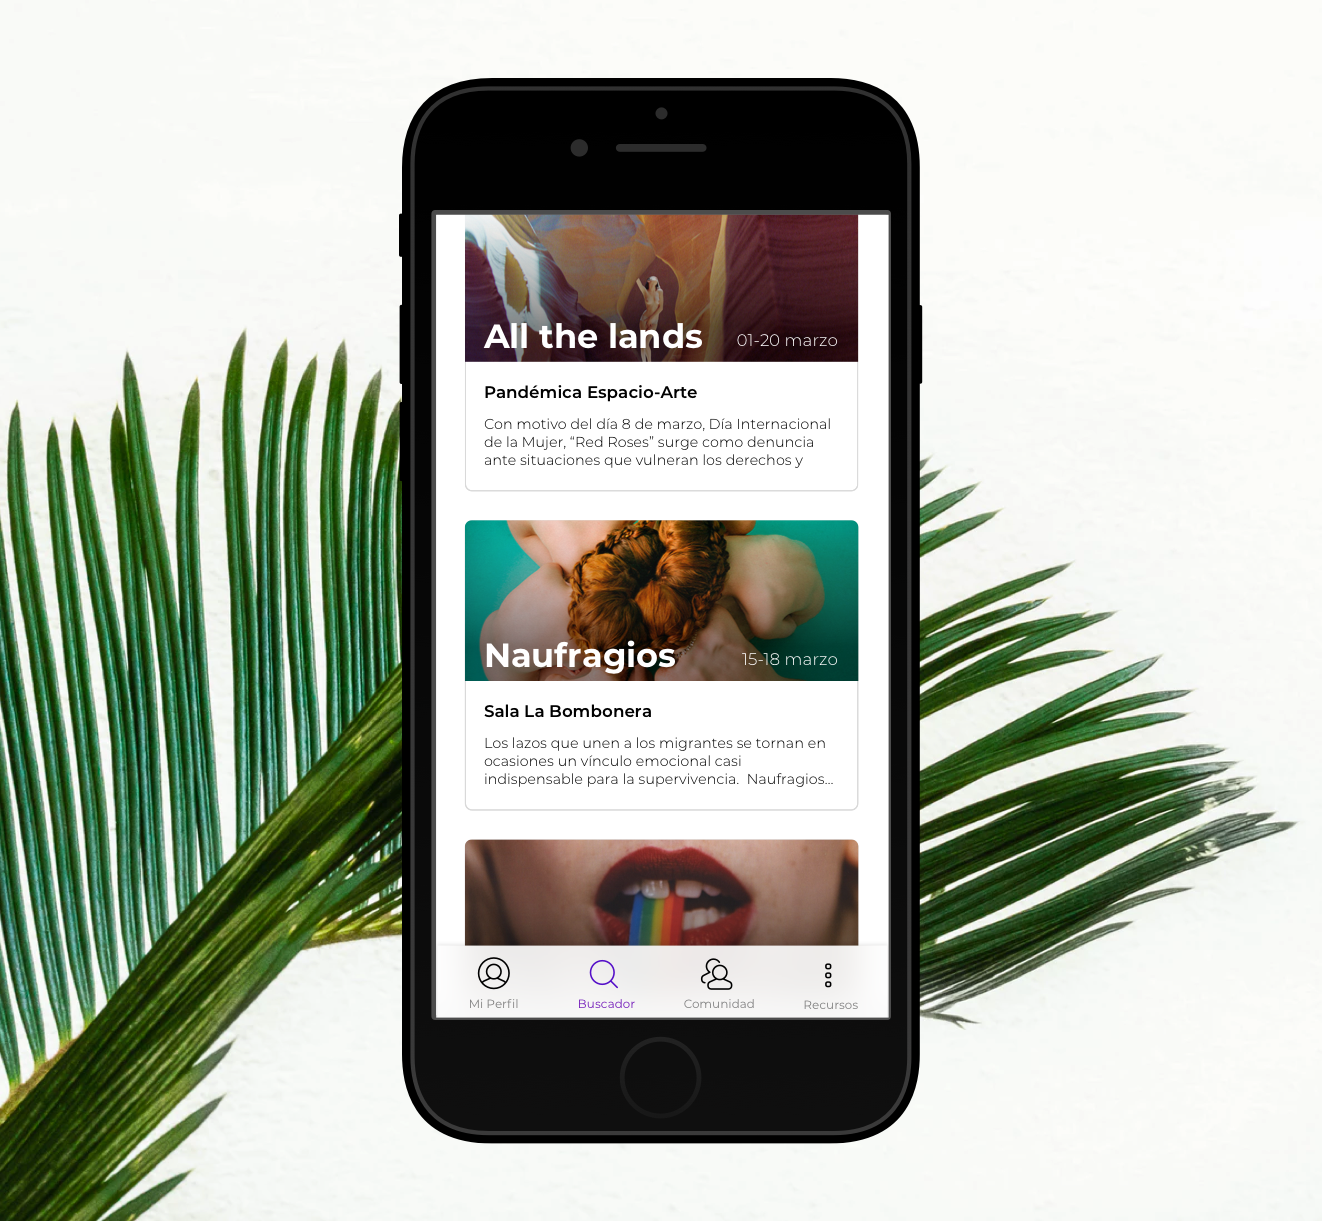 All the lands
01-20 marzo
Pandémica Espacio-Arte
Con motivo del día 8 de marzo, Día Internacional
de la Mujer, “Red Roses” surge como denuncia
ante situaciones que vulneran los derechos y
Naufragios
15-18 marzo
Sala La Bombonera
Los lazos que unen a los migrantes se tornan en
ocasiones un vínculo emocional casi
indispensable para la supervivencia.  Naufragios...
Mi Perfil
Buscador
Comunidad
Recursos